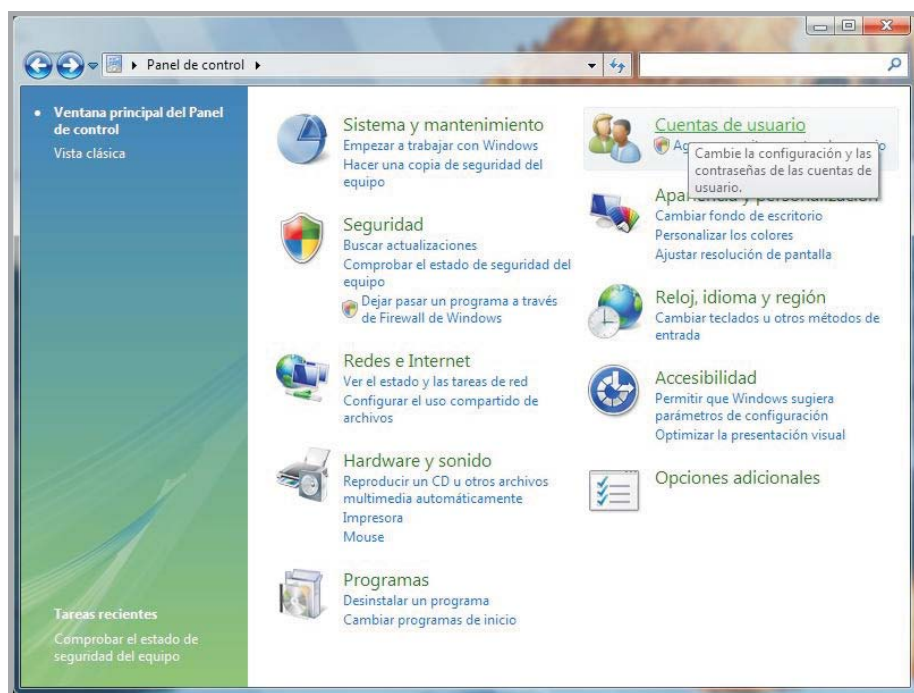 Panel de control
Ventana principal del Panel
de control
Vista clásica
Tareas recientes
Comprobar el estado de
seguridad del equipo
Sistema y mantenimiento
Empezar a trabajar con Windows
Hacer una copia de seguridad del
equipo
Seguridad
Buscar actualizaciones
Comprobar el estado de seguridad del
equipo
Dejar pasar un programa a través
de Firewall de Windows
Redes e Internet
Ver el estado y las tareas de red
Configurar el uso compartido de
archivos
Hardware y sonido
Reproducir un CD u otros archivos
multimedia automáticamente
Impresora
Mouse
Programas
Desinstalar un programa
Cambiar programas de inicio
Cuentas de usuario
Cambie la configuración y las
contraseñas de las cuentas de
usuario.
Apariencia y personalización
Cambiar fondo de escritorio
Personalizar los colores
Ajustar resolución de pantalla
Reloj, idioma y región
Cambiar teclados u otros métodos de
entrada
Accesibilidad
Permitir que Windows sugiera
parámetros de configuración
Optimizar la presentación visual
Opciones adicionales